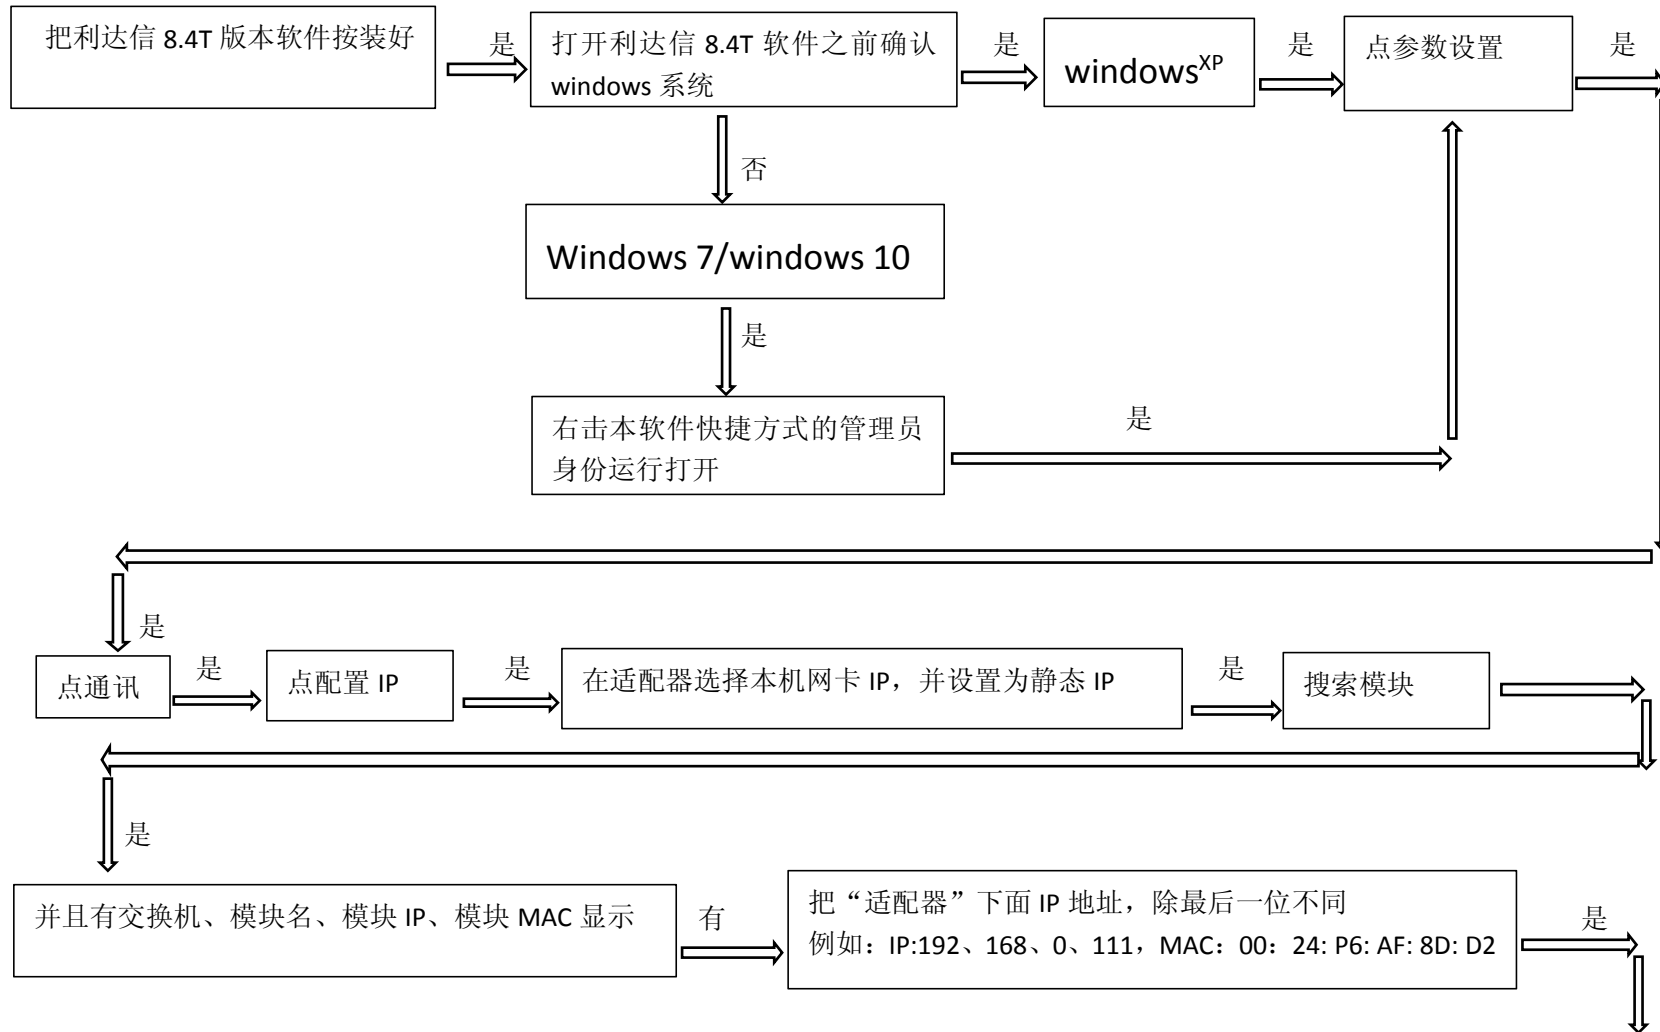 把利达信 8.4T 版本软件按装好
是
打开利达信 8.4T 软件之前确认
windows 系统
是
windowsXP
是
点参数设置
是
否
Windows 7/windows 10
是
右击本软件快捷方式的管理员
身份运行打开
是
是
点通讯
是
点配置 IP
是
在适配器选择本机网卡 IP，并设置为静态 IP
是
搜索模块
是
并且有交换机、模块名、模块 IP、模块 MAC 显示
有
把“适配器”下面 IP 地址，除最后一位不同
例如：IP:192、168、0、111，MAC：00：24: P6: AF: 8D: D2
是